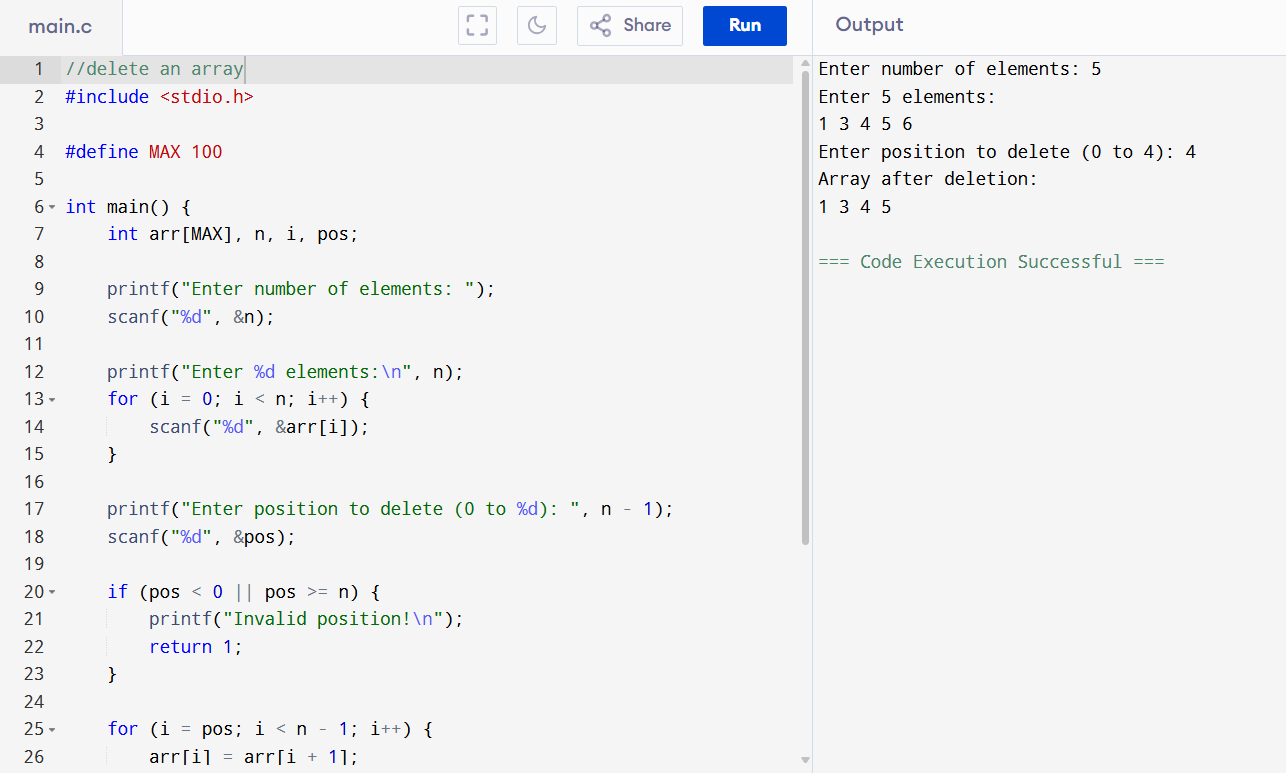 main.c
Share
Run
Output
1 //delete an array
2 #include <stdio.h>
3
4 #define MAX 100
5
6 int main() {
7 int arr[MAX], n, i, pos;
8
9 printf("Enter number of elements: ");
10 scanf("%d", &n);
11
12 printf("Enter %d elements:\n", n);
13 for (i = 0; i < n; i++) {
14 scanf("%d", &arr[i]);
15 }
16
17 printf("Enter position to delete (0 to %d): ", n - 1);
18 scanf("%d", &pos);
19
20 if (pos < 0 || pos >= n) {
21 printf("Invalid position!\n");
22 return 1;
23 }
24
25 for (i = pos; i < n - 1; i++) {
26 arr[i] = arr[i + 1];
Enter number of elements: 5
Enter 5 elements:
1 3 4 5 6
Enter position to delete (0 to 4): 4
Array after deletion:
1 3 4 5
=== Code Execution Successful ===